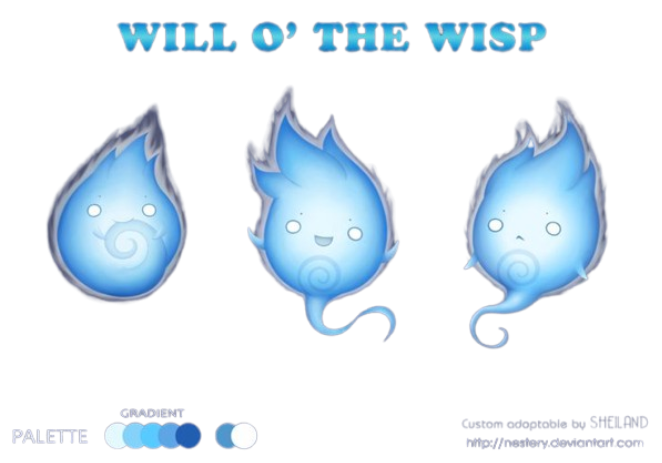 WILL O' THE WISP
GRADIENT
PALETTE
Custom adoptable by SHEILAND
http://nestery.deviantart.com